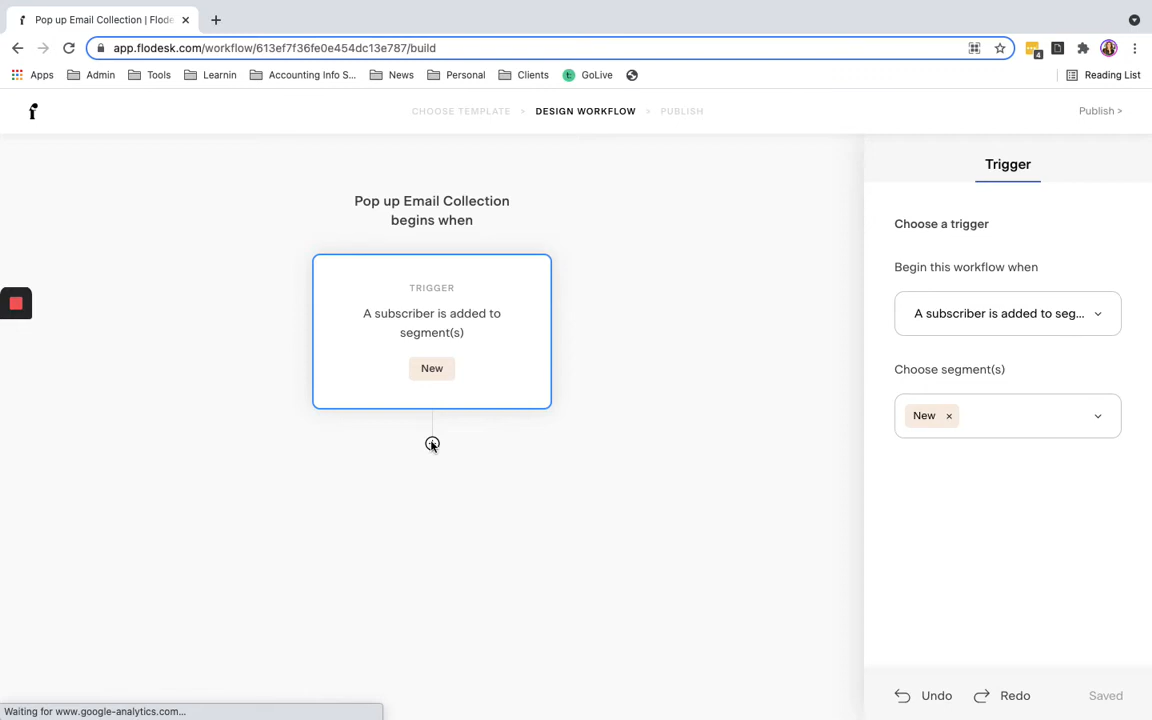 Pop up Email Collection | Flode
app.flodesk.com/workflow/613ef7f36fe0e454dc13e787/build
4
Apps
Admin
Tools
Learnin
Accounting Info S...
News
Personal
Clients
GoLive
Reading List
CHOOSE TEMPLATE > DESIGN WORKFLOW > PUBLISH
Publish >
Pop up Email Collection
begins when
TRIGGER
A subscriber is added to
segment(s)
New
Trigger
Choose a trigger
Begin this workflow when
A subscriber is added to seg...
Choose segment(s)
New ×
Undo
Redo
Saved
Waiting for www.google-analytics.com...